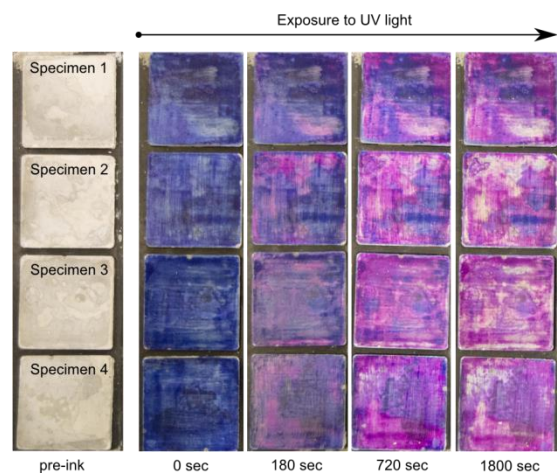 Exposure to UV light
Specimen 1
Specimen 2
Specimen 3
Specimen 4
pre-ink
0 sec
180 sec
720 sec
1800 sec